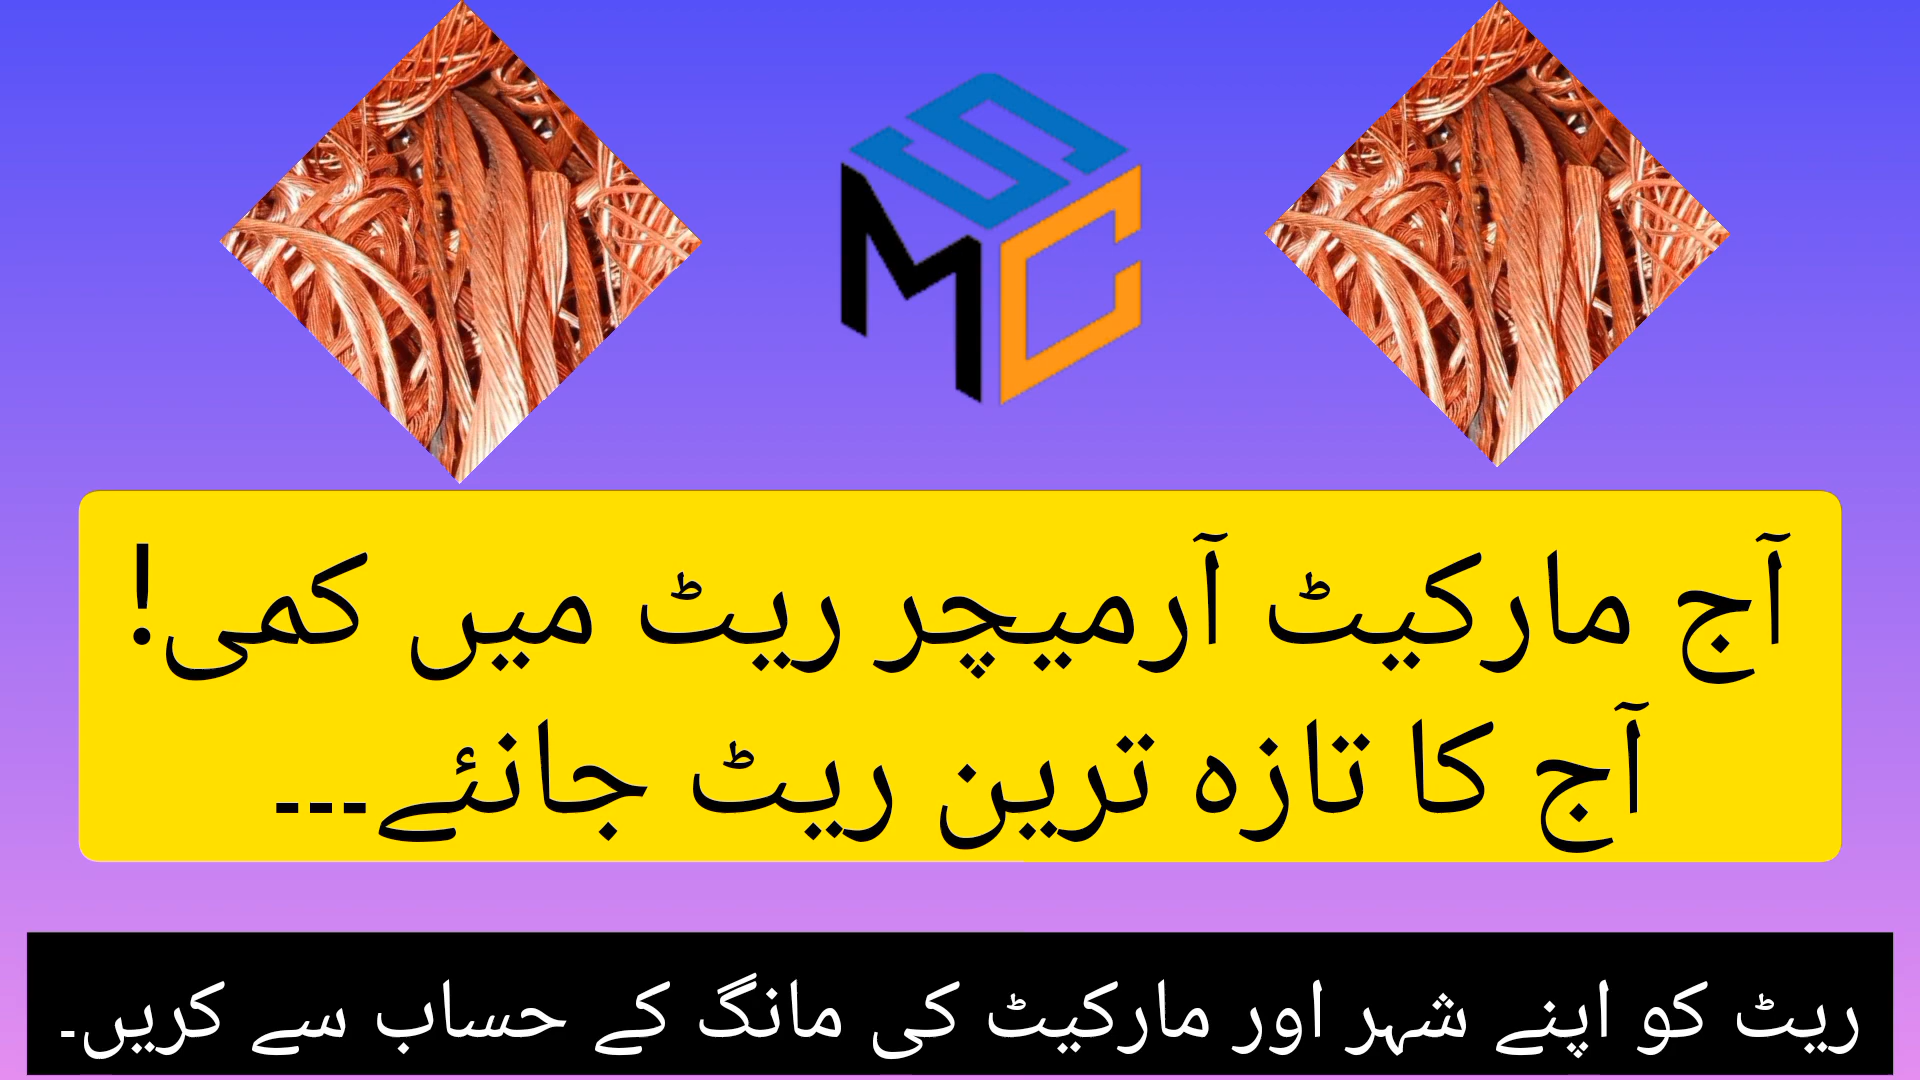 SMC
آج مارکیٹ آرمیچر ریٹ میں کمی!
آج کا تازہ ترین ریٹ جانئے---
ریٹ کو اپنے شہر اور مارکیٹ کی مانگ کے حساب سے کریں۔